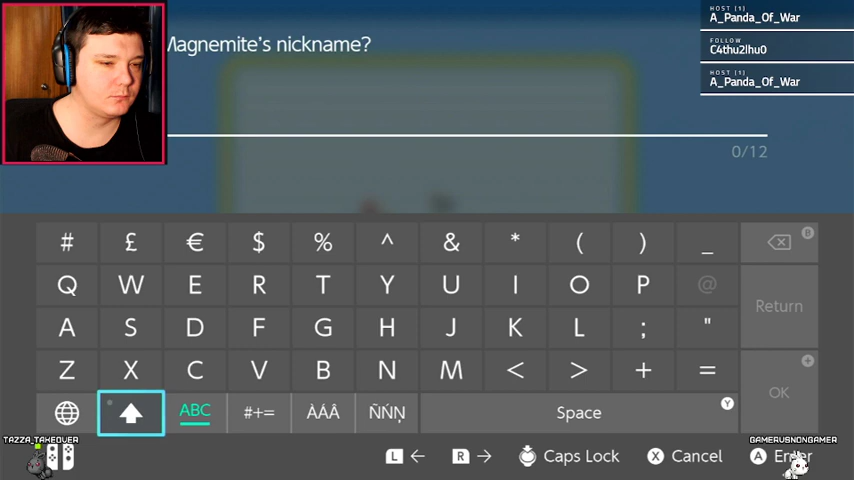 HOST [1]
A_Panda_Of_War
FOLLOW
C4thu2lhu0
HOST [1]
A_Panda_Of_War
Magnemite's nickname?
0/12
# £ € $ % ^ & * ( ) _ B
Q W E R T Y U I O P @
Return
A S D F G H J K L ; "
Z X C V B N M < > + =
OK
ABC #+= ÀÁÂ ÑŃŅ Space Y
TAZZA_TAKEOVER
GAMERUSNONGAMER
L ← R → Caps Lock X Cancel A Enter